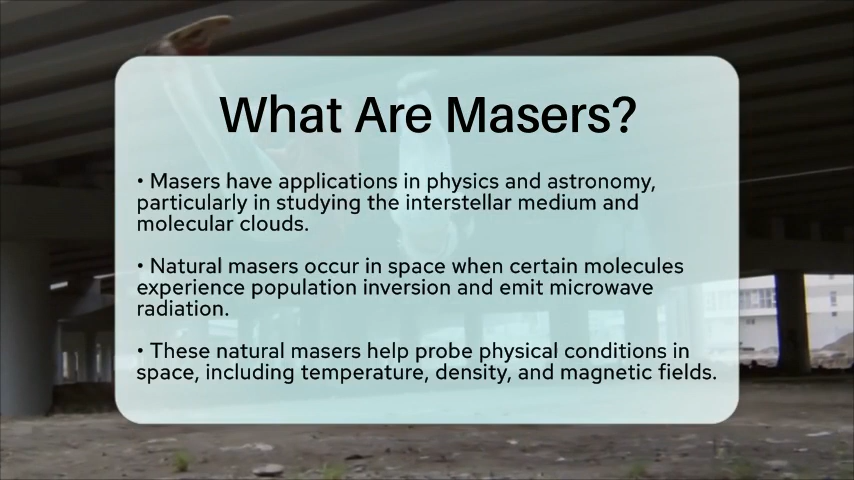 What Are Masers?
• Masers have applications in physics and astronomy,
particularly in studying the interstellar medium and
molecular clouds.
• Natural masers occur in space when certain molecules
experience population inversion and emit microwave
radiation.
• These natural masers help probe physical conditions in
space, including temperature, density, and magnetic fields.